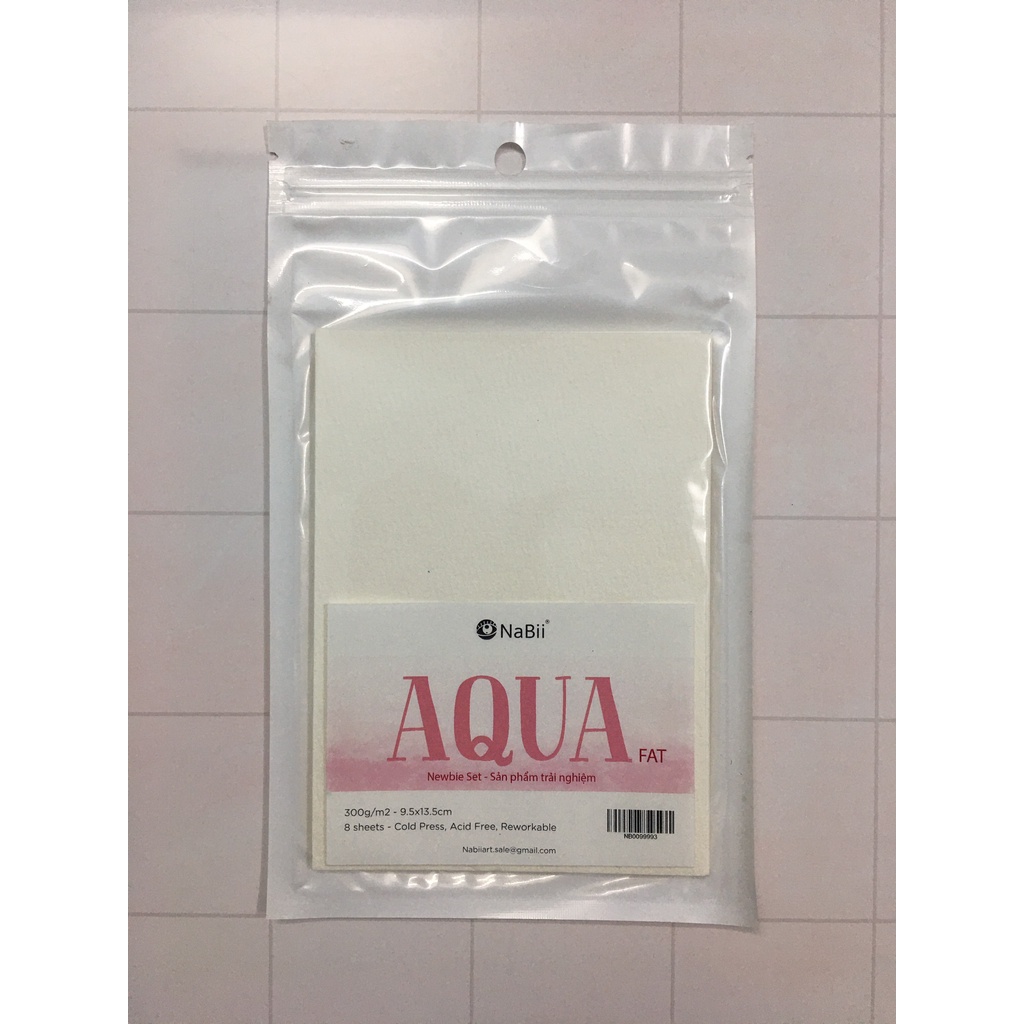 NaBii®
AQUA FAT
Newbie Set - Sản phẩm trải nghiệm
300g/m2 - 9.5x13.5cm
8 sheets - Cold Press, Acid Free, Reworkable
NB0099993
Nabiiart.sale@gmail.com